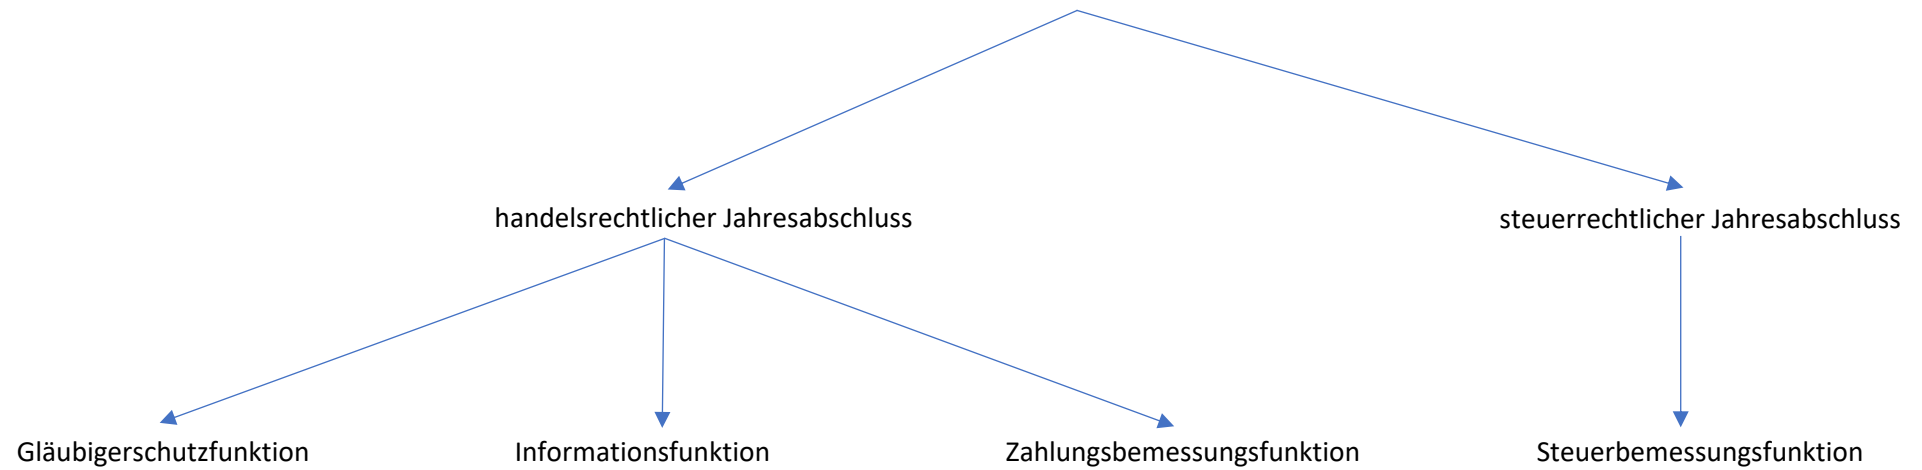 handelsrechtlicher Jahresabschluss
steuerrechtlicher Jahresabschluss
Gläubigerschutzfunktion
Informationsfunktion
Zahlungsbemessungsfunktion
Steuerbemessungsfunktion